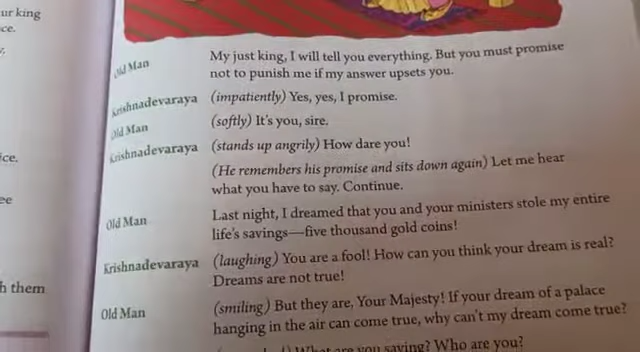 ur king
ce.
ice.
ee
h them
Old Man My just king, I will tell you everything. But you must promise
not to punish me if my answer upsets you.
Krishnadevaraya (impatiently) Yes, yes, I promise.
Old Man (softly) It's you, sire.
Krishnadevaraya (stands up angrily) How dare you!
(He remembers his promise and sits down again) Let me hear
what you have to say. Continue.
Old Man Last night, I dreamed that you and your ministers stole my entire
life's savings—five thousand gold coins!
Krishnadevaraya (laughing) You are a fool! How can you think your dream is real?
Dreams are not true!
Old Man (smiling) But they are, Your Majesty! If your dream of a palace
hanging in the air can come true, why can't my dream come true?
What are you saying? Who are you?